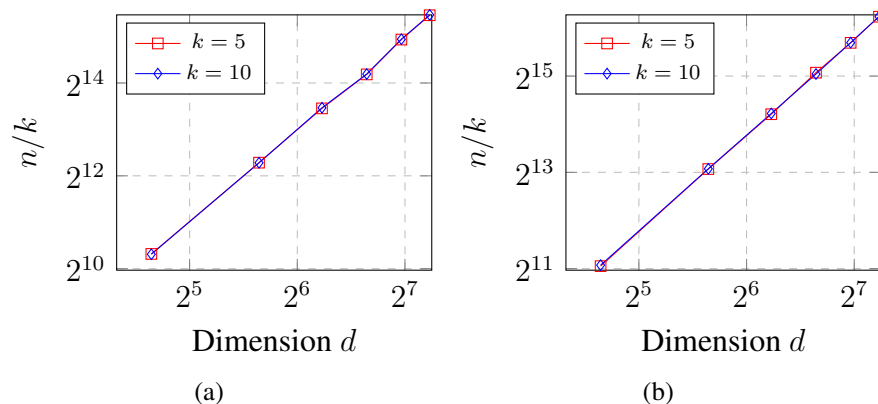 2^14
2^12
2^10
n/k
k = 5
k = 10
2^5
2^6
2^7
Dimension d
(a)
2^15
2^13
2^11
n/k
k = 5
k = 10
2^5
2^6
2^7
Dimension d
(b)